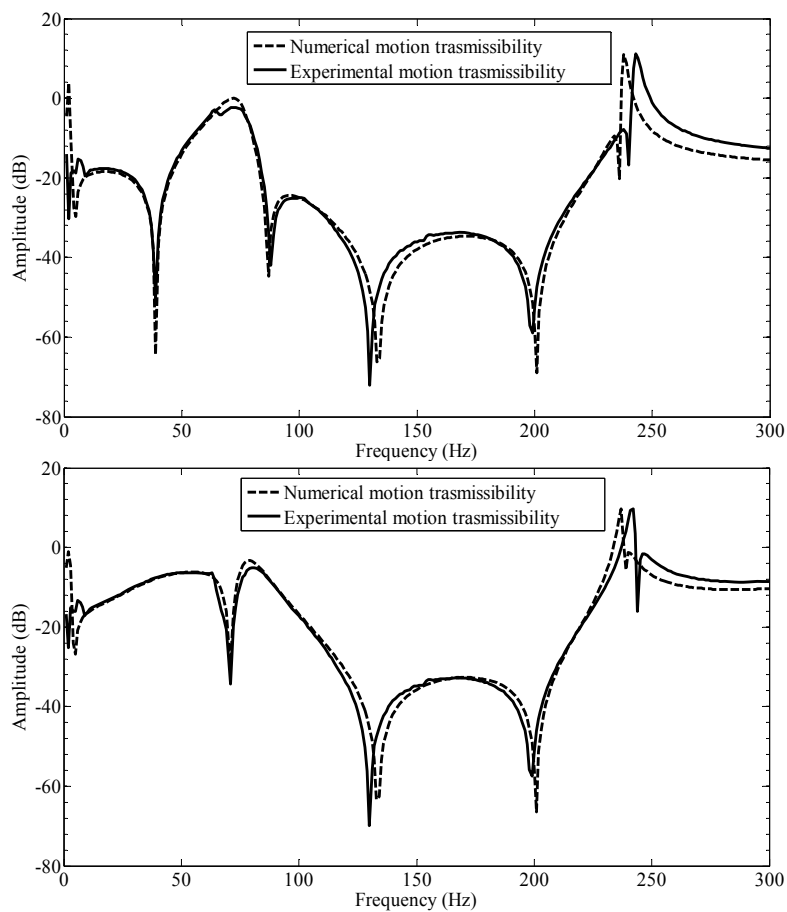 20
Numerical motion trasmissibility
Experimental motion trasmissibility
0
-20
-40
-60
-80
Amplitude (dB)
0 50 100 150 200 250 300
Frequency (Hz)
20
Numerical motion trasmissibility
Experimental motion trasmissibility
0
-20
-40
-60
-80
Amplitude (dB)
0 50 100 150 200 250 300
Frequency (Hz)